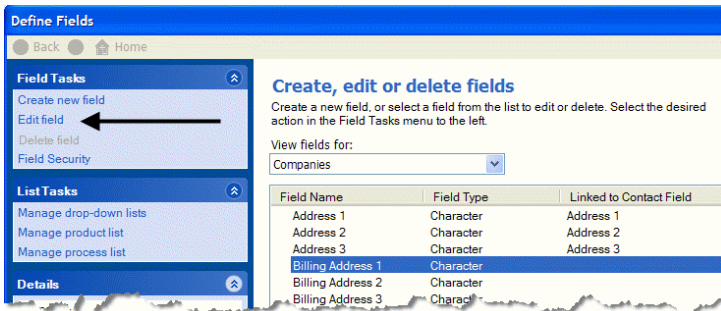 Define Fields
Back Home
Field Tasks
Create new field
Edit field
Delete field
Field Security
List Tasks
Manage drop-down lists
Manage product list
Manage process list
Details
Create, edit or delete fields
Create a new field, or select a field from the list to edit or delete. Select the desired
action in the Field Tasks menu to the left.
View fields for:
Companies
Field Name Field Type Linked to Contact Field
Address 1 Character Address 1
Address 2 Character Address 2
Address 3 Character Address 3
Billing Address 1 Character
Billing Address 2 Character
Billing Address 3 Character